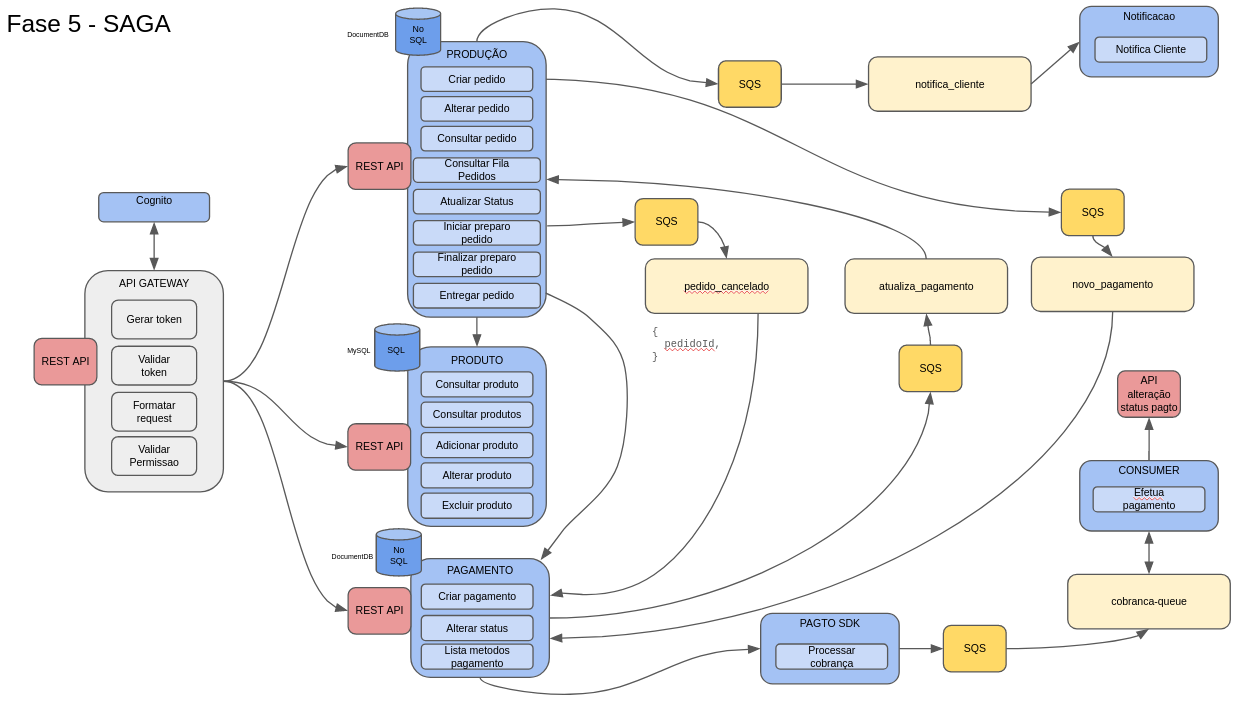 Fase 5 - SAGA
DocumentDB
No
SQL
PRODUÇÃO
Criar pedido
Alterar pedido
Consultar pedido
Consultar Fila
Pedidos
Atualizar Status
Iniciar preparo
pedido
Finalizar preparo
pedido
Entregar pedido
REST API
SQS
notifica_cliente
Notificacao
Notifica Cliente
Cognito
API GATEWAY
Gerar token
Validar
token
Formatar
request
Validar
Permissao
REST API
SQS
pedido_cancelado
{
pedidoId,
}
atualiza_pagamento
SQS
SQS
novo_pagamento
MySQL
SQL
PRODUTO
Consultar produto
Consultar produtos
Adicionar produto
Alterar produto
Excluir produto
REST API
API
alteração
status pagto
CONSUMER
Efetua
pagamento
cobranca-queue
DocumentDB
No
SQL
PAGAMENTO
Criar pagamento
Alterar status
Lista metodos
pagamento
REST API
PAGTO SDK
Processar
cobrança
SQS